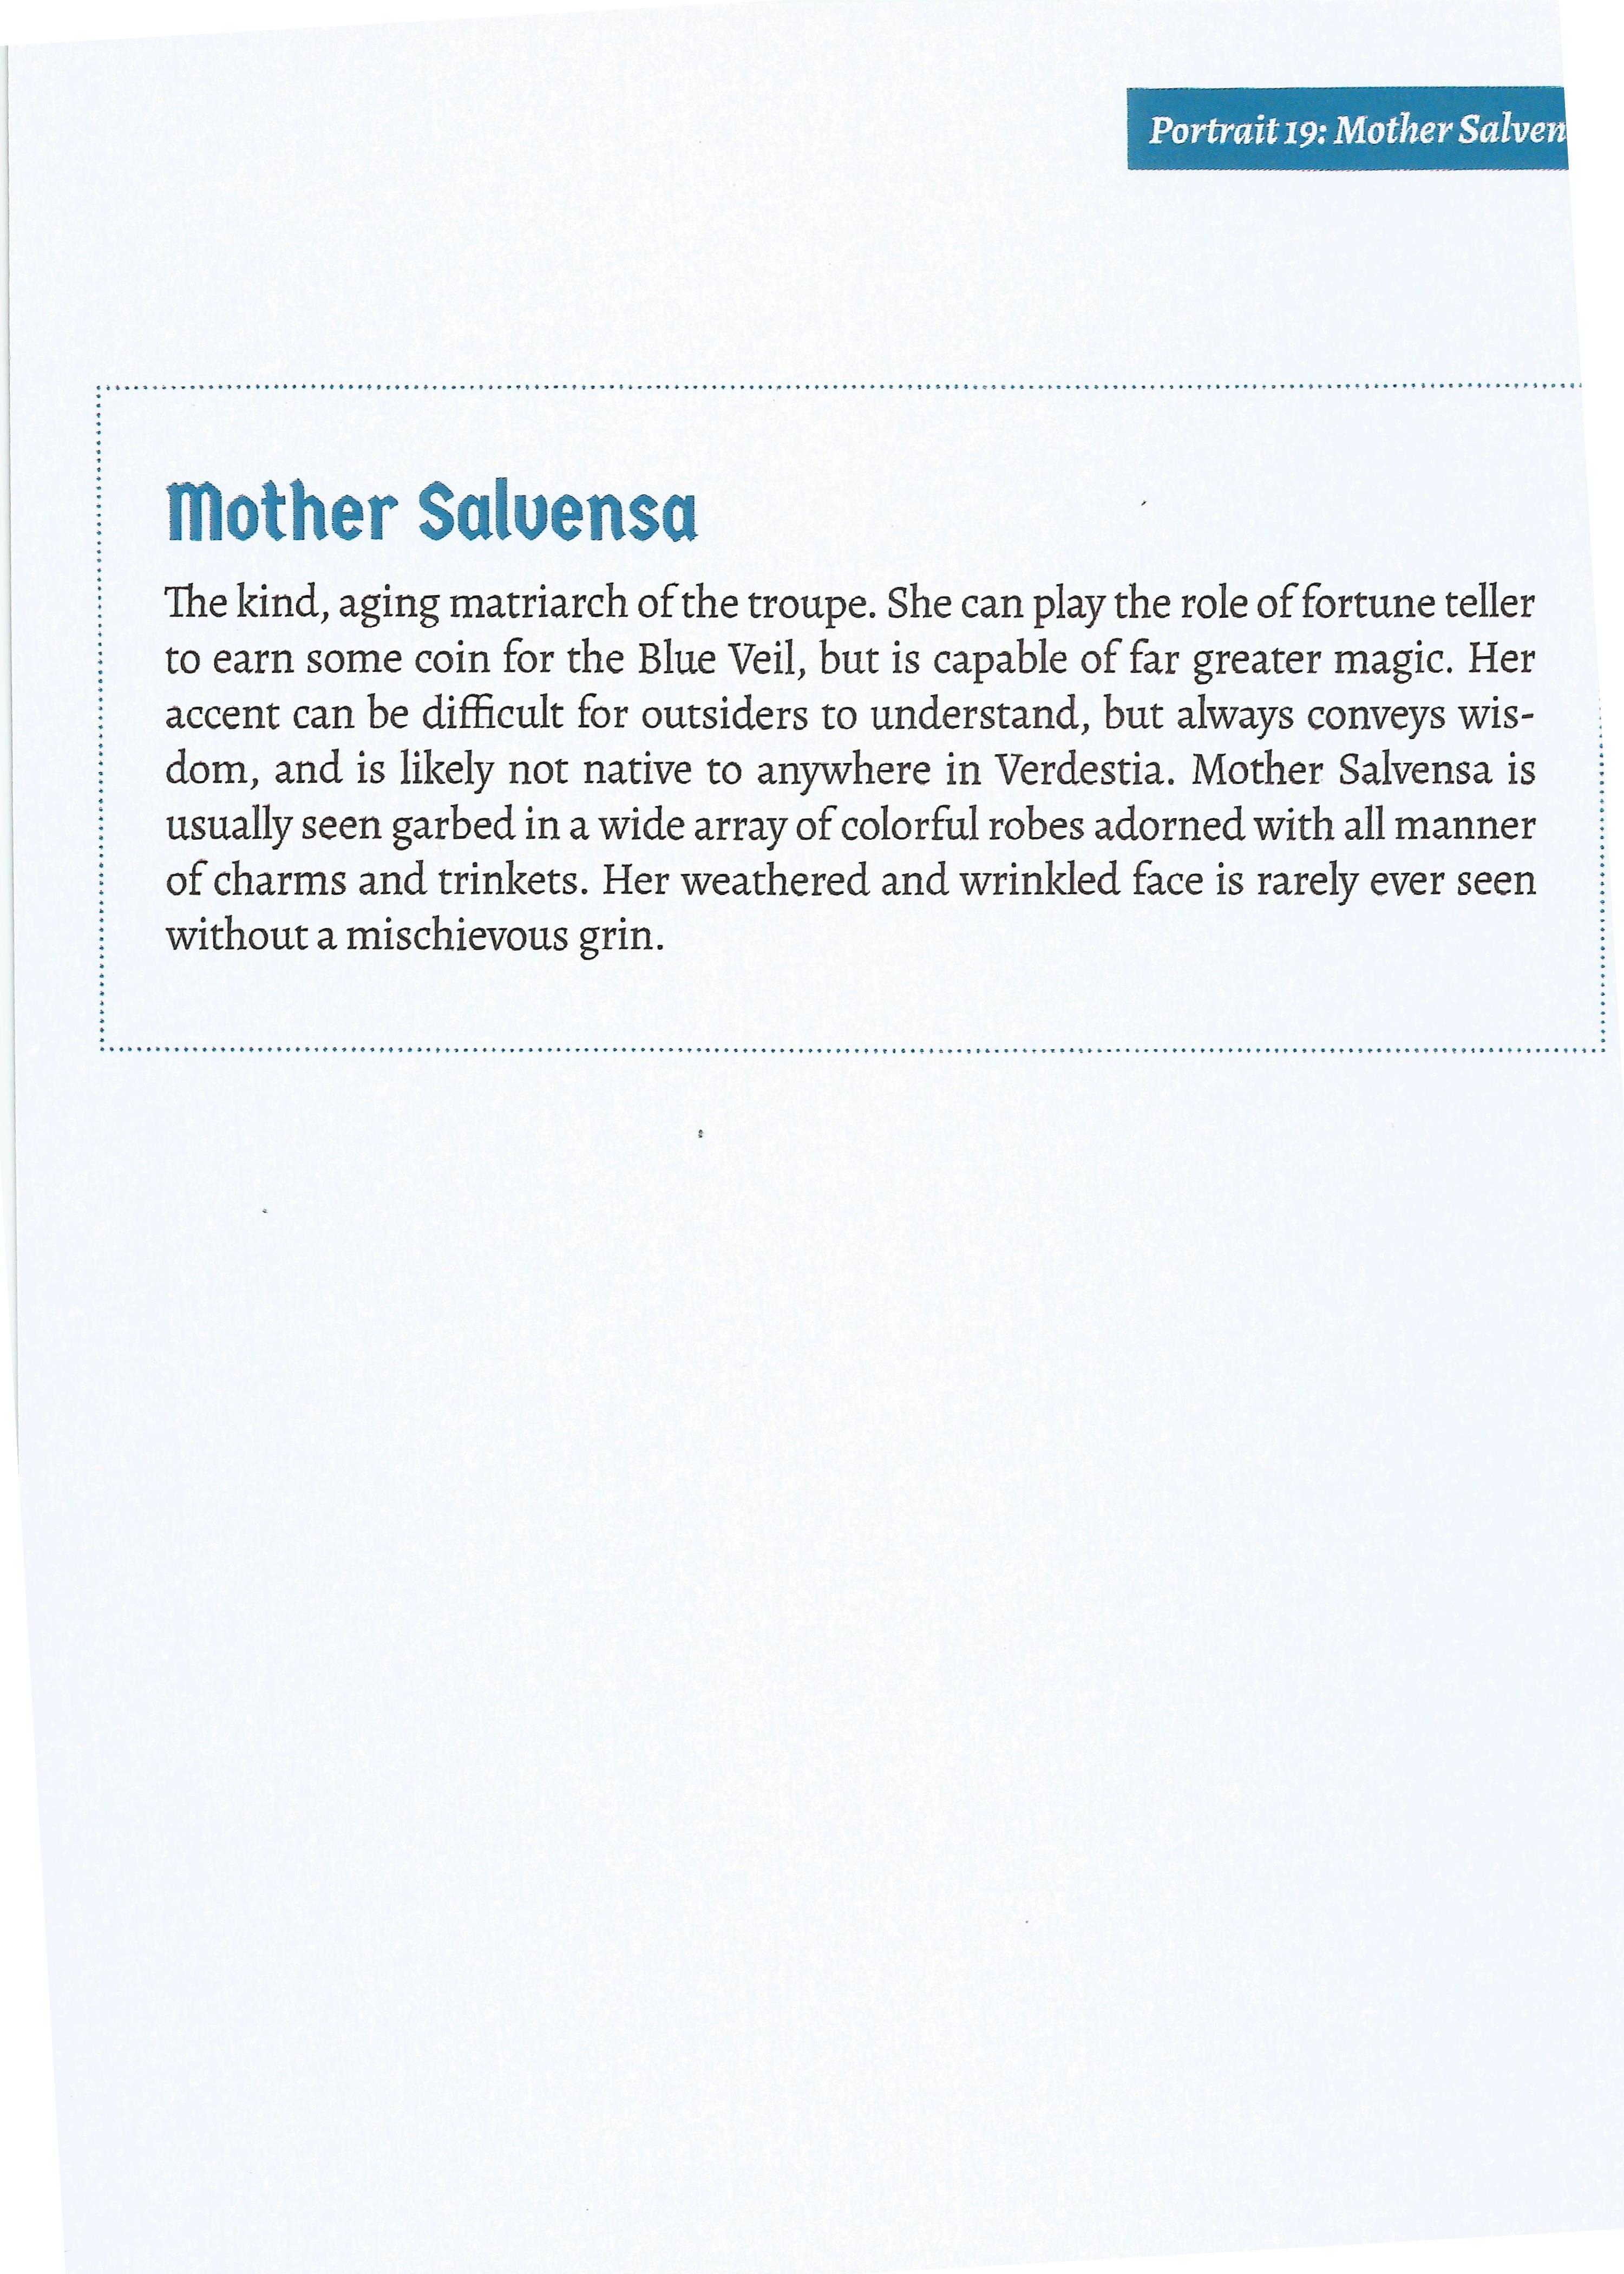 Portrait 19: Mother Salven
Mother Salvensa
The kind, aging matriarch of the troupe. She can play the role of fortune teller
to earn some coin for the Blue Veil, but is capable of far greater magic. Her
accent can be difficult for outsiders to understand, but always conveys wis-
dom, and is likely not native to anywhere in Verdestia. Mother Salvensa is
usually seen garbed in a wide array of colorful robes adorned with all manner
of charms and trinkets. Her weathered and wrinkled face is rarely ever seen
without a mischievous grin.